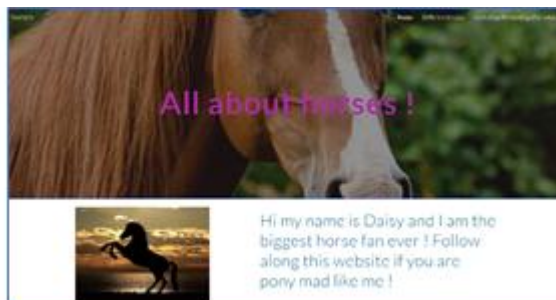 All about horses !
Hi my name is Daisy and I am the
biggest horse fan ever ! Follow
along this website if you are
pony mad like me !